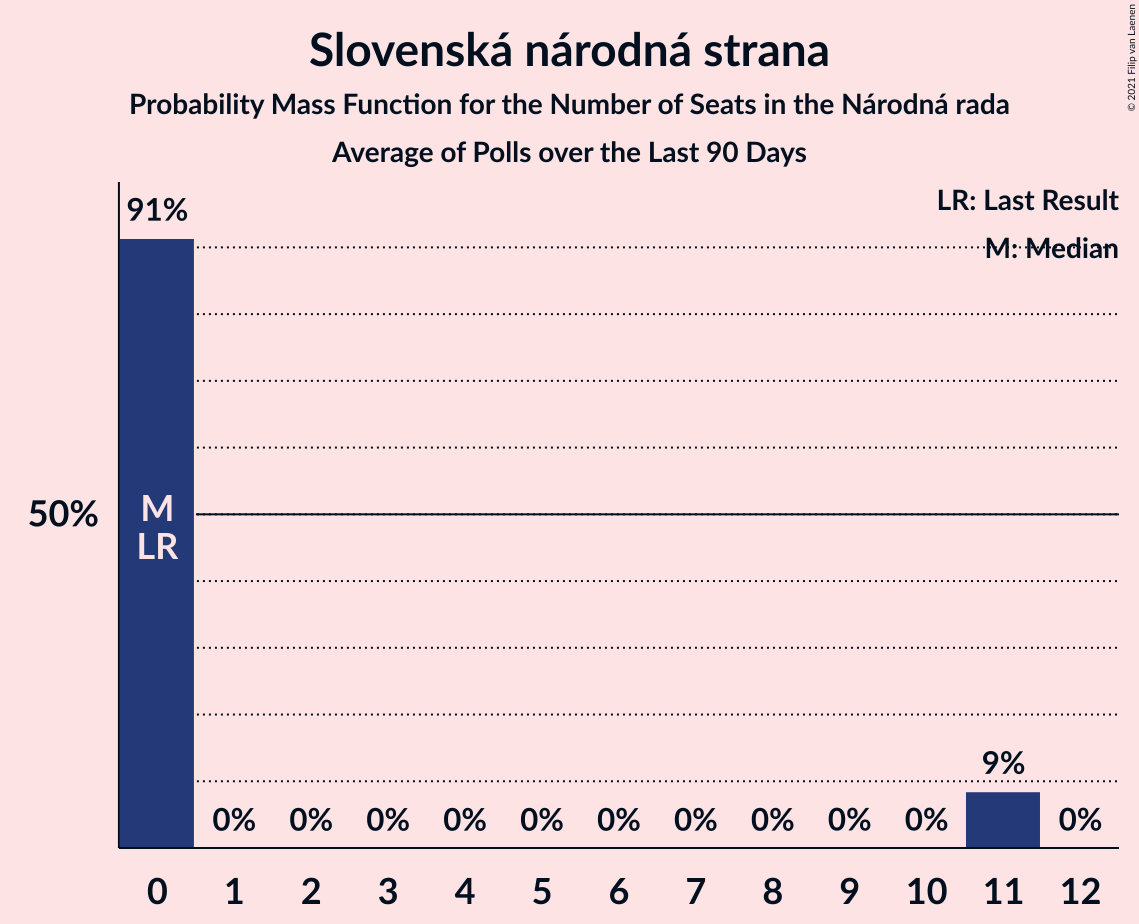 Slovenská národná strana
Probability Mass Function for the Number of Seats in the Národná rada
Average of Polls over the Last 90 Days
© 2021 Filip van Laenen
LR: Last Result
M: Median
91%
50%
M
LR
9%
0% 0% 0% 0% 0% 0% 0% 0% 0% 0% 0%
0 1 2 3 4 5 6 7 8 9 10 11 12